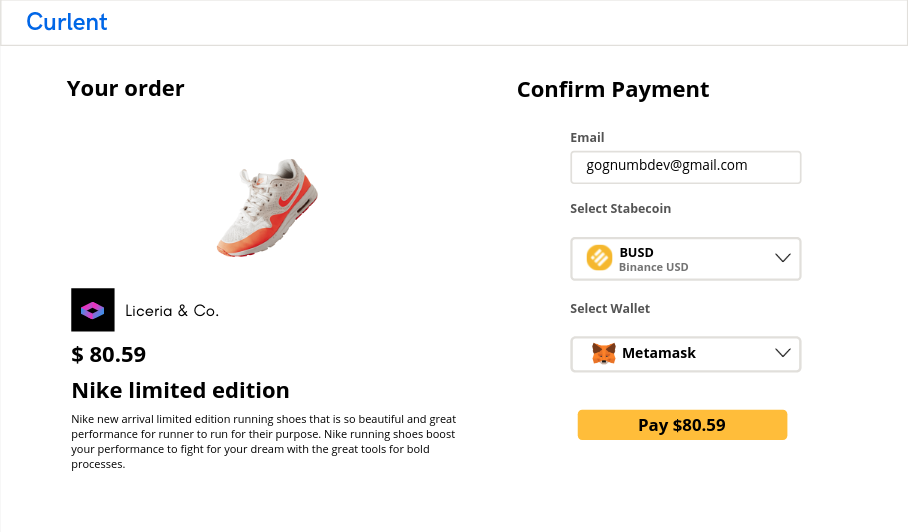 Curlent
Your order
Liceria & Co.
$ 80.59
Nike limited edition
Nike new arrival limited edition running shoes that is so beautiful and great
performance for runner to run for their purpose. Nike running shoes boost
your performance to fight for your dream with the great tools for bold
processes.
Confirm Payment
Email
gognumbdev@gmail.com
Select Stabecoin
BUSD
Binance USD
Select Wallet
Metamask
Pay $80.59